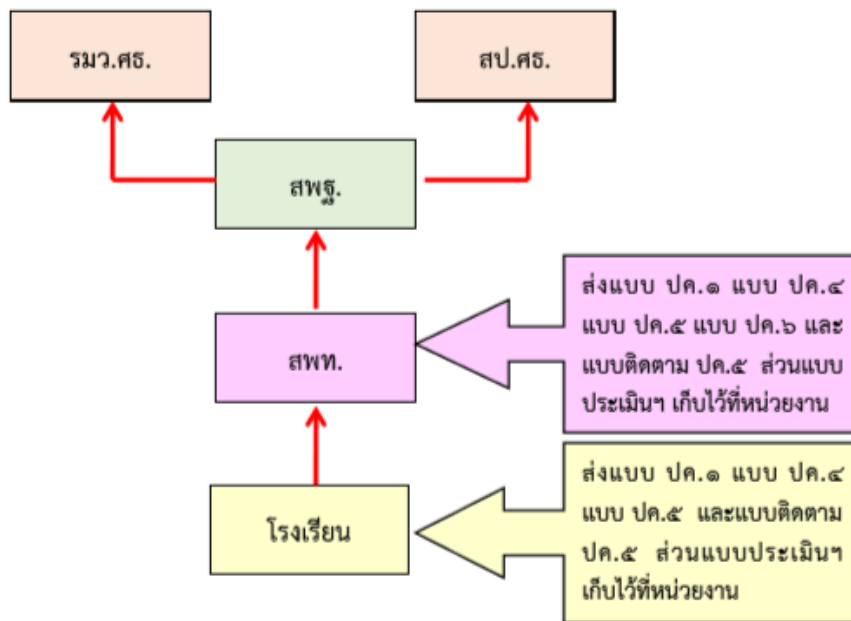 รมว.ศธ.
สป.ศธ.
สพฐ.
สพท.
ส่งแบบ ปค.๑ แบบ ปค.๔
แบบ ปค.๕ แบบ ปค.๖ และ
แบบติดตาม ปค.๕ ส่วนแบบ
ประเมินฯ เก็บไว้ที่หน่วยงาน
โรงเรียน
ส่งแบบ ปค.๑ แบบ ปค.๔
แบบ ปค.๕ และแบบติดตาม
ปค.๕ ส่วนแบบประเมินฯ
เก็บไว้ที่หน่วยงาน